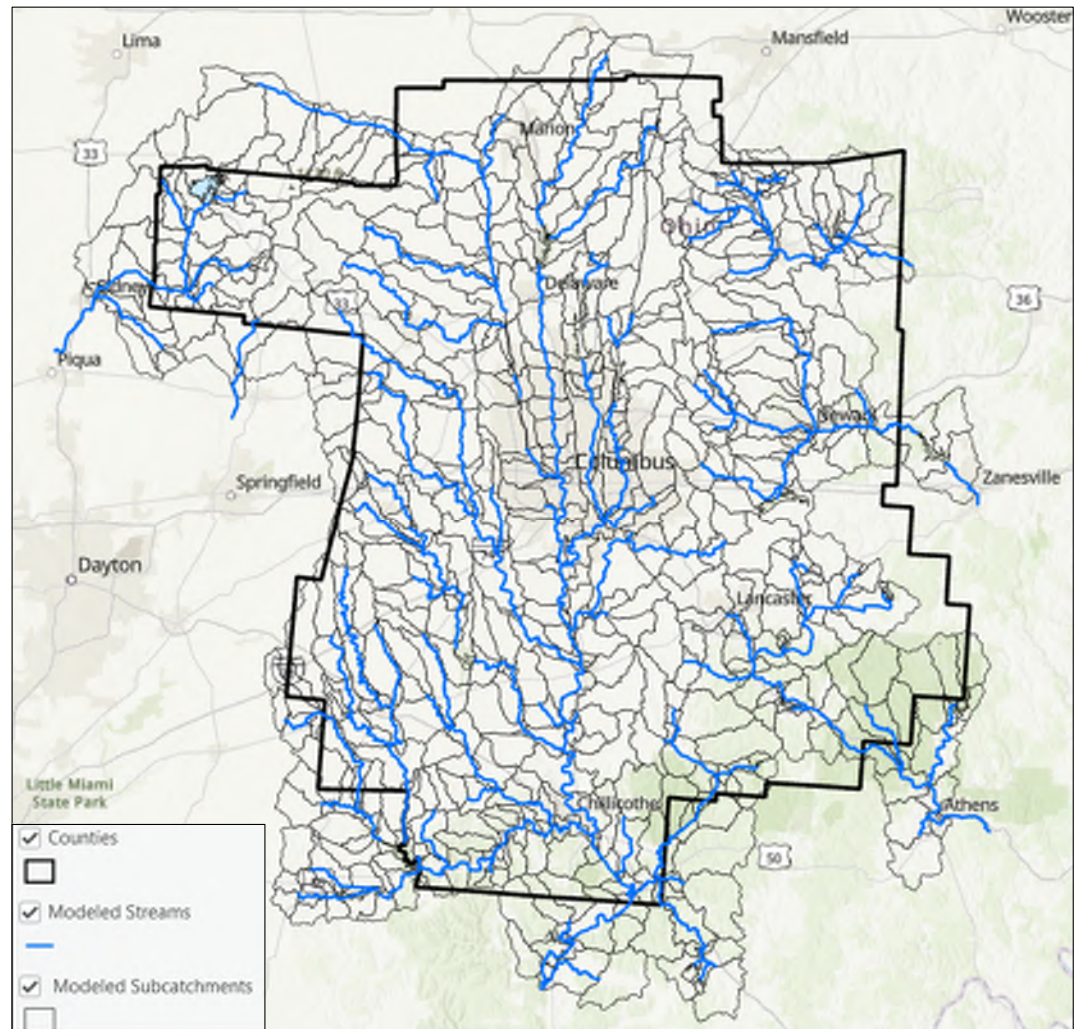 Wooster
Lima
Mansfield
Marion
33
Ohio
Delaware
Sidney
33
36
Piqua
Newark
Columbus
Zanesville
Springfield
Dayton
Lancaster
Little Miami
State Park
Chillicothe
Athens
50
Counties
Modeled Streams
Modeled Subcatchments